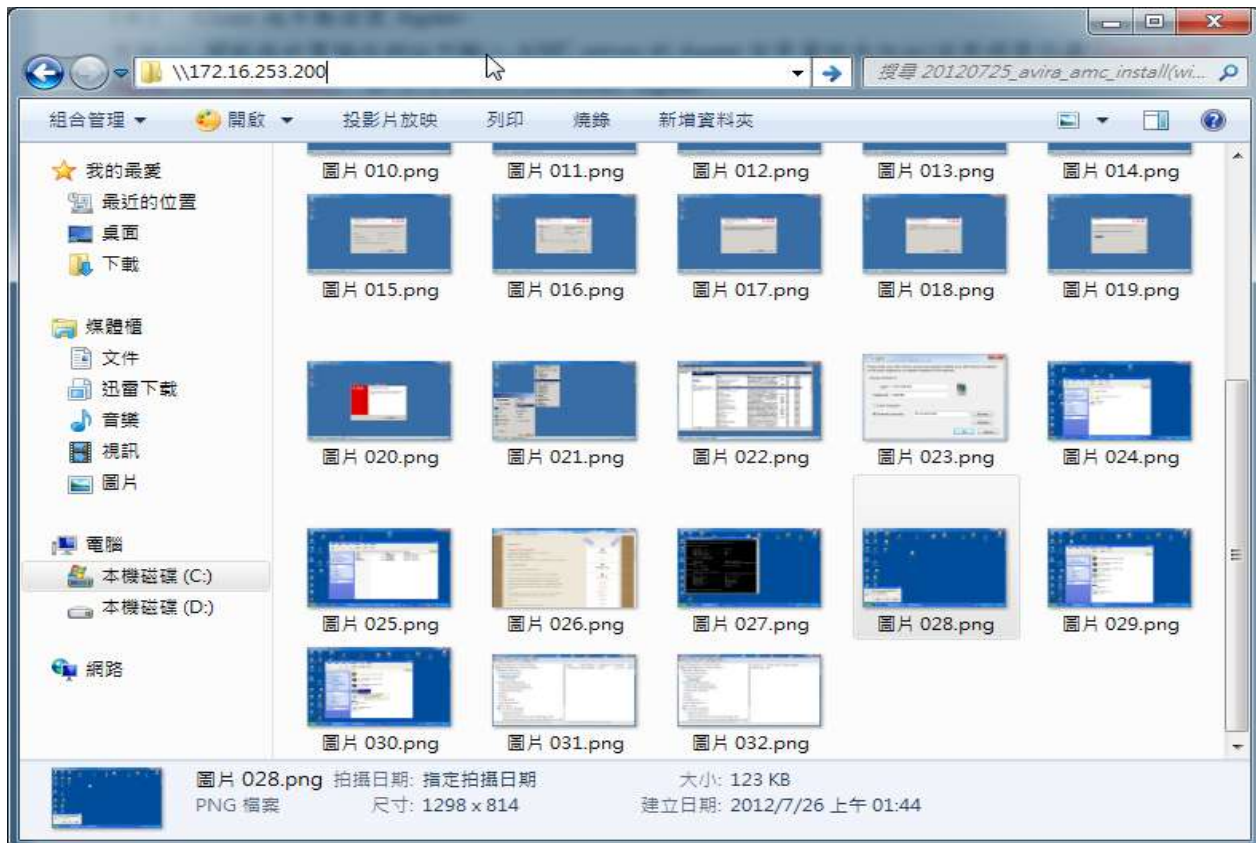 \\172.16.253.200
搜尋 20120725_avira_amc_install(wi...
組合管理 開啟 投影片放映 列印 燒錄 新增資料夾
我的最愛
最近的位置
桌面
下載
媒體櫃
文件
迅雷下載
音樂
視訊
圖片
電腦
本機磁碟 (C:)
本機磁碟 (D:)
網路
圖片 010.png 圖片 011.png 圖片 012.png 圖片 013.png 圖片 014.png
圖片 015.png 圖片 016.png 圖片 017.png 圖片 018.png 圖片 019.png
圖片 020.png 圖片 021.png 圖片 022.png 圖片 023.png 圖片 024.png
圖片 025.png 圖片 026.png 圖片 027.png 圖片 028.png 圖片 029.png
圖片 030.png 圖片 031.png 圖片 032.png
圖片 028.png 拍攝日期: 指定拍攝日期 大小: 123 KB
PNG 檔案 尺寸: 1298 x 814 建立日期: 2012/7/26 上午 01:44